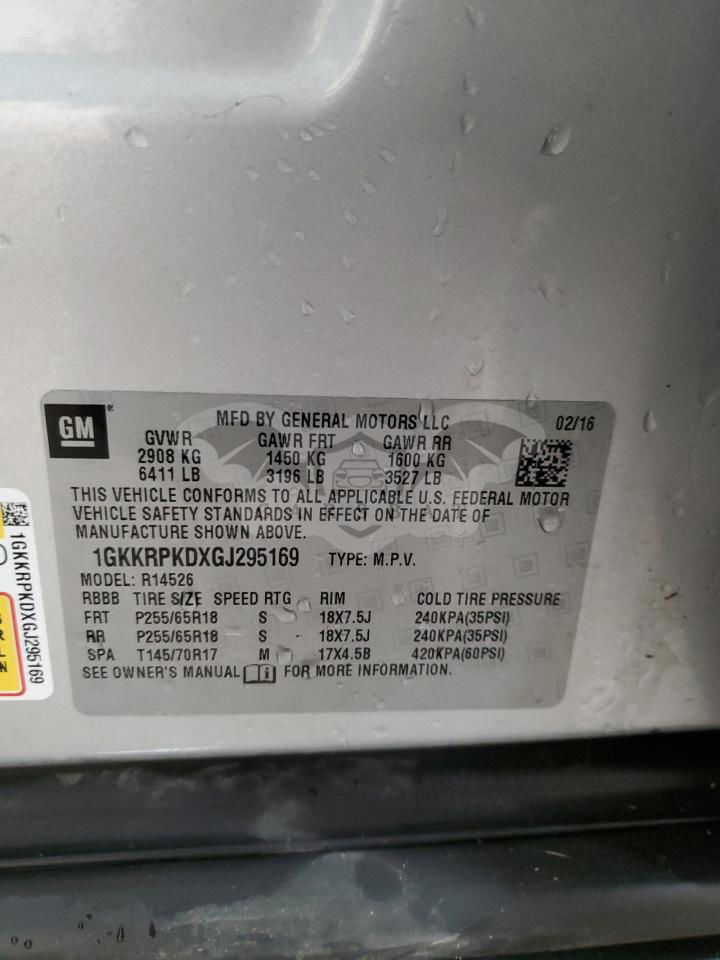 GM
MFD BY GENERAL MOTORS LLC 02/16
GVWR GAWR FRT GAWR RR
2908 KG 1450 KG 1600 KG
6411 LB 3196 LB 3527 LB
THIS VEHICLE CONFORMS TO ALL APPLICABLE U.S. FEDERAL MOTOR
VEHICLE SAFETY STANDARDS IN EFFECT ON THE DATE OF
MANUFACTURE SHOWN ABOVE.
1GKKRPKDXGJ295169 TYPE: M.P.V.
MODEL: R14526
RBBB TIRE SIZE SPEED RTG RIM COLD TIRE PRESSURE
FRT P255/65R18 S 18X7.5J 240KPA(35PSI)
RR P255/65R18 S 18X7.5J 240KPA(35PSI)
SPA T145/70R17 M 17X4.5B 420KPA(60PSI)
SEE OWNER'S MANUAL FOR MORE INFORMATION.
1GKKRPKDXGJ295169